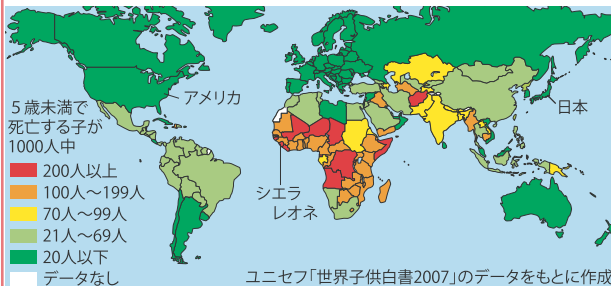 アメリカ
日本
シエラ
レオネ
5歳未満で
死亡する子が
1000人中
200人以上
100人〜199人
70人〜99人
21人〜69人
20人以下
データなし
ユニセフ「世界子供白書2007」のデータをもとに作成